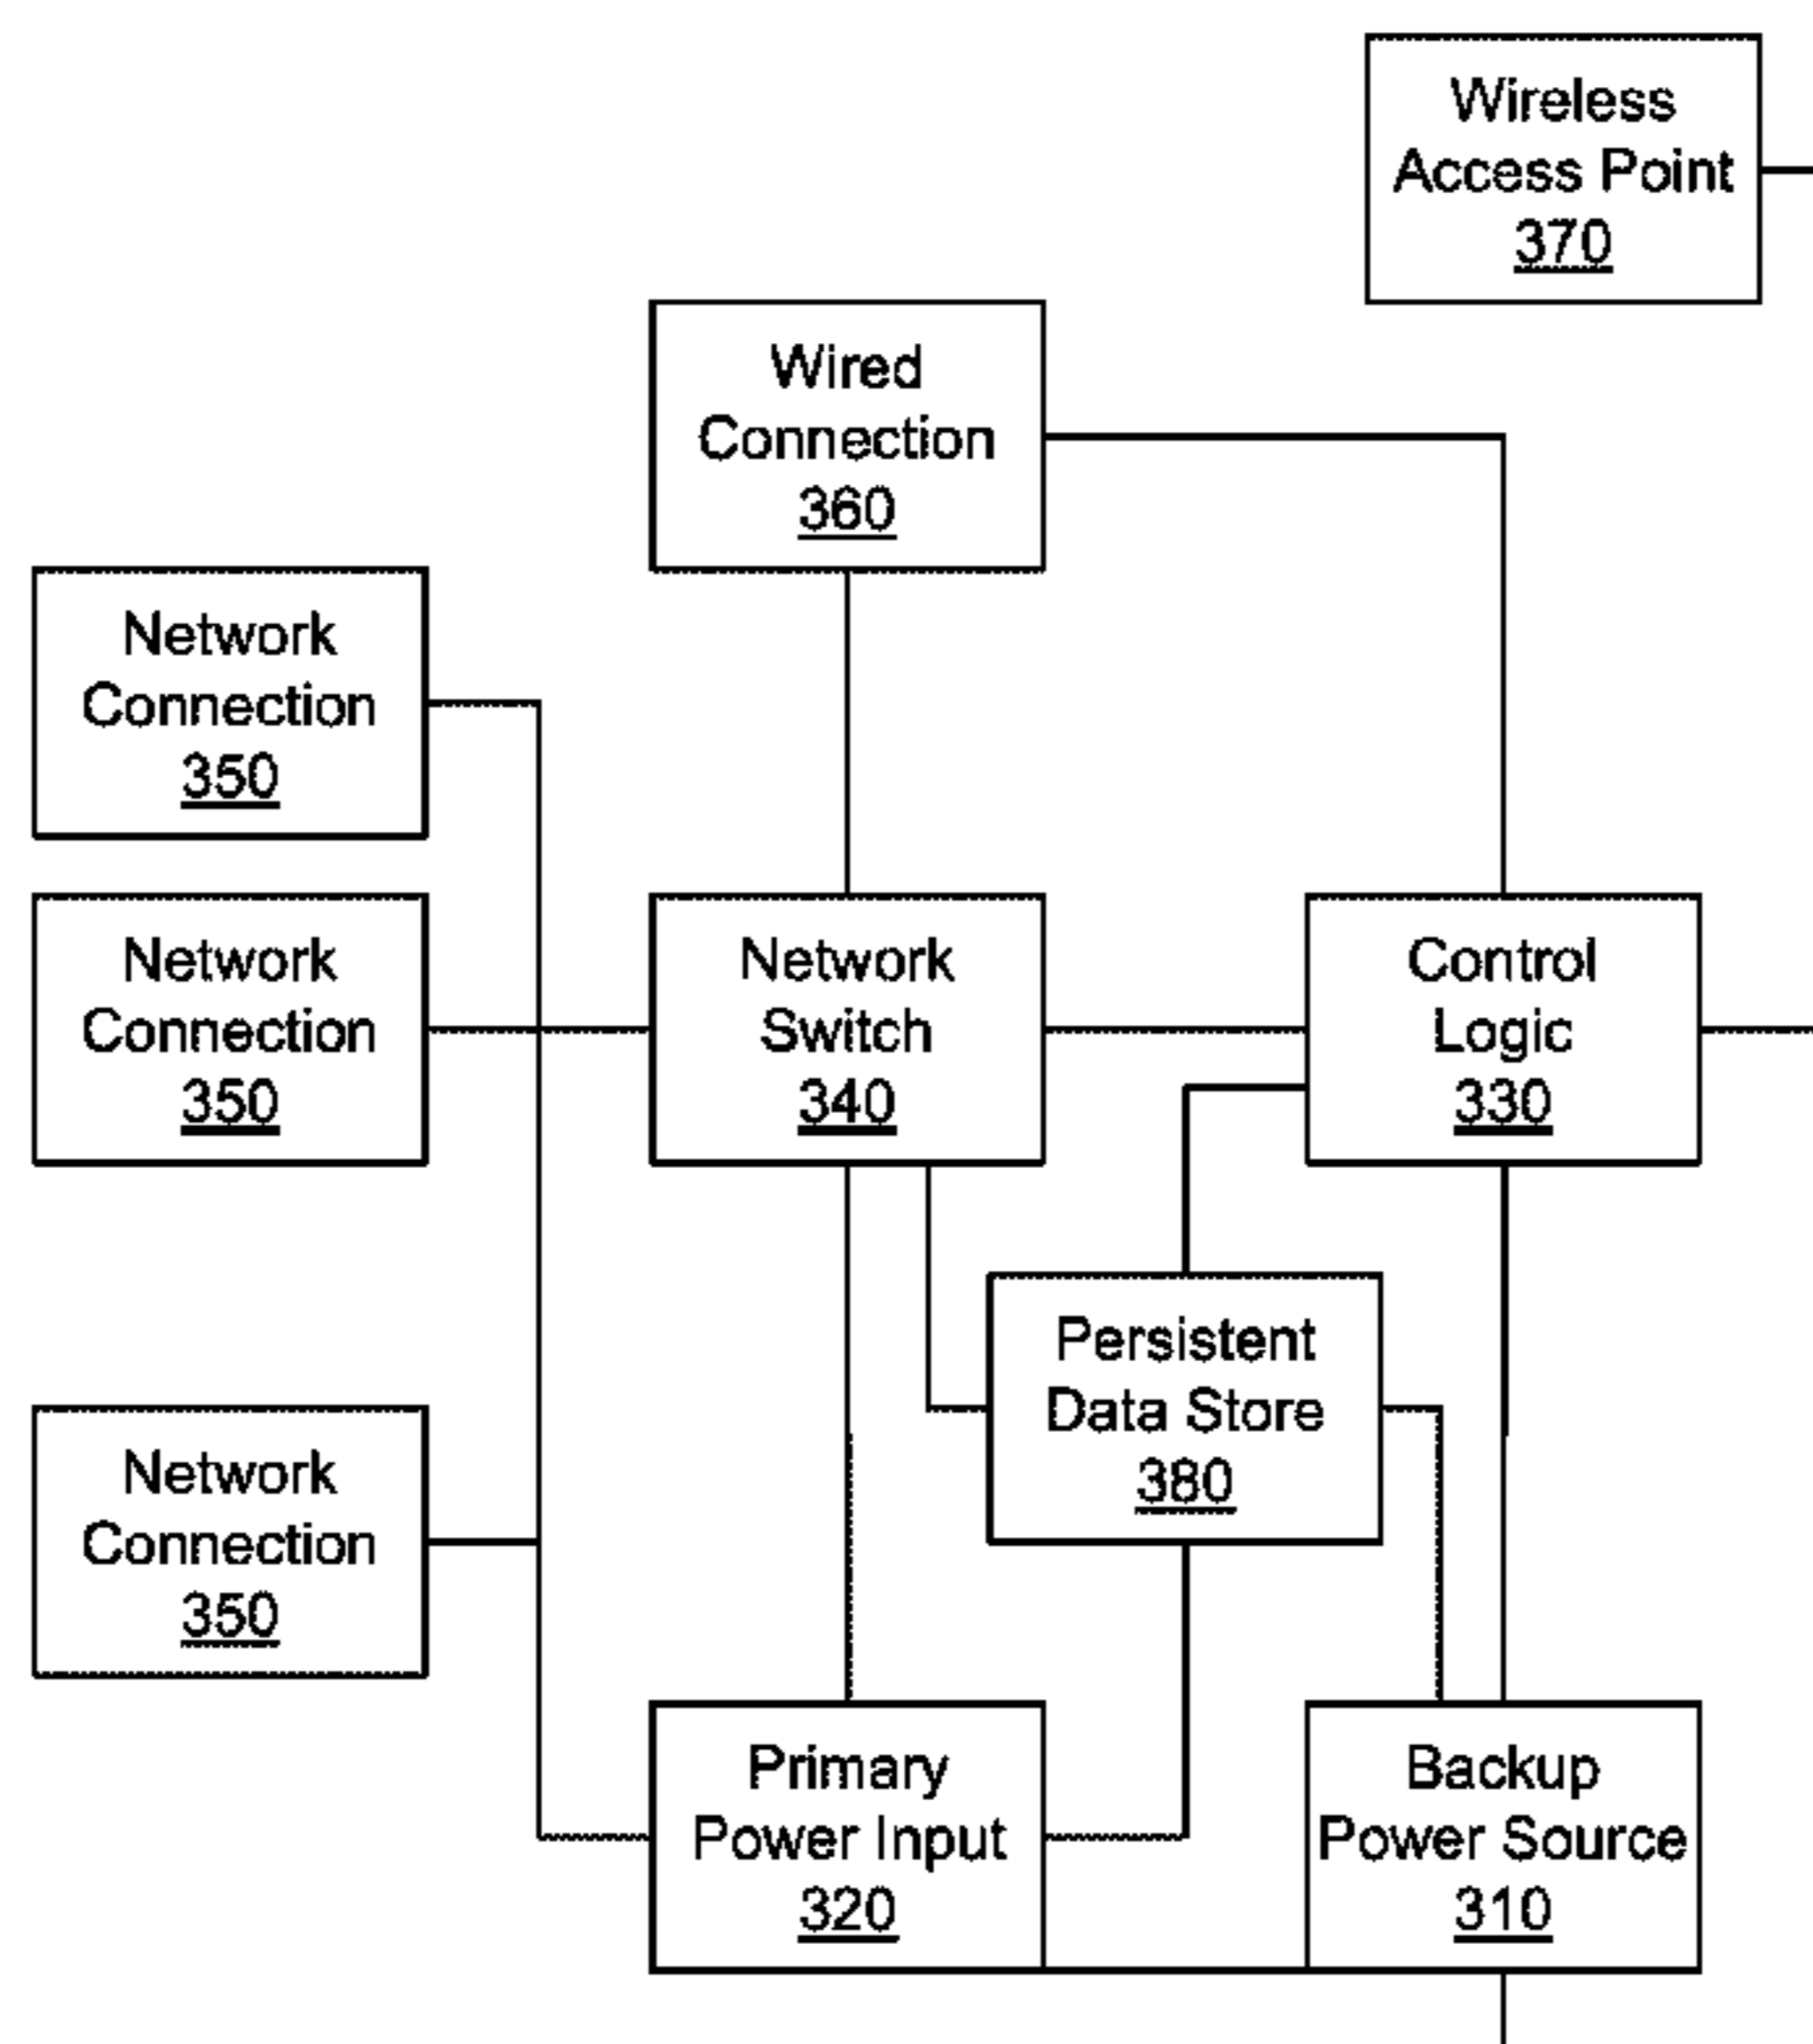 Wireless
Access Point
370
Wired
Connection
360
Network
Connection
350
Network
Connection
350
Network
Switch
340
Control
Logic
330
Persistent
Data Store
380
Network
Connection
350
Primary
Power Input
320
Backup
Power Source
310